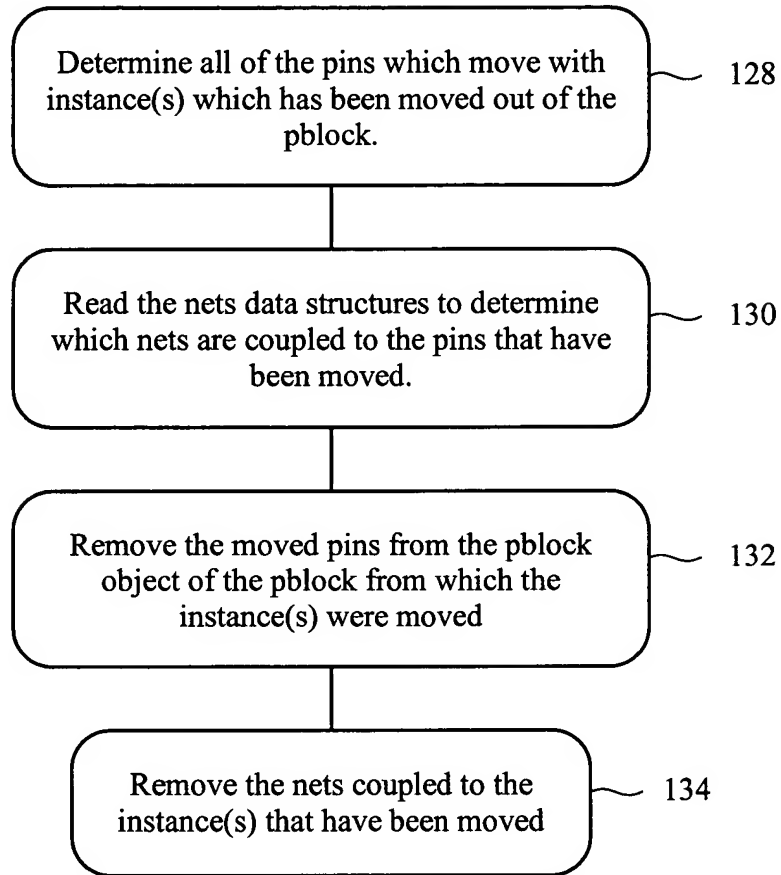 Determine all of the pins which move with
instance(s) which has been moved out of the
pblock.
128
Read the nets data structures to determine
which nets are coupled to the pins that have
been moved.
130
Remove the moved pins from the pblock
object of the pblock from which the
instance(s) were moved
132
Remove the nets coupled to the
instance(s) that have been moved
134